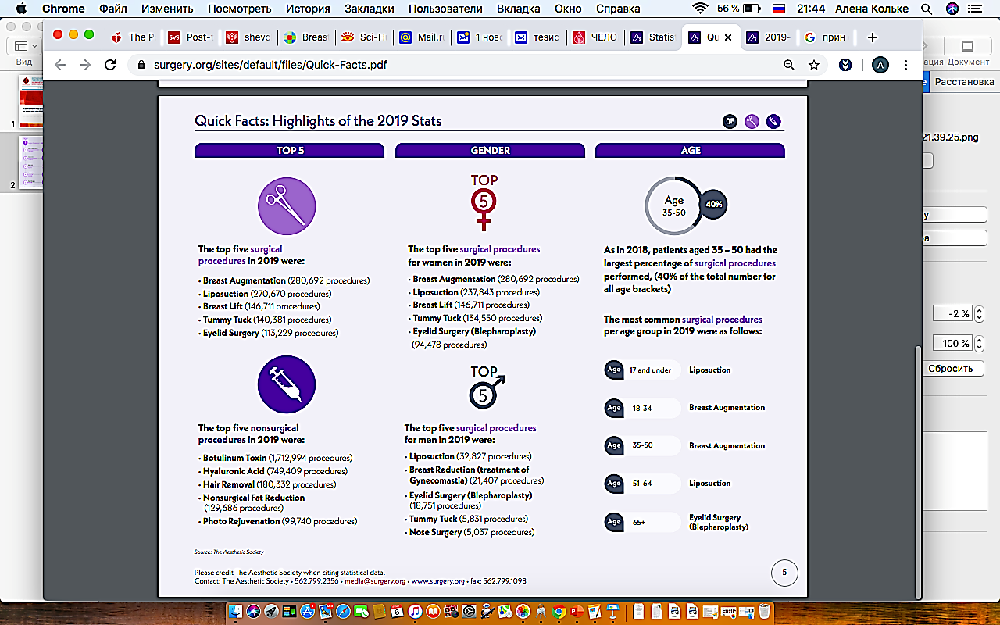 Chrome Файл Изменить Посмотреть История Закладки Пользователи Вкладка Окно Справка 56 % 21:44 Алена Кольке
The P Post-t shevc Breast Sci-H Mail.ru 1 нов тезис ЧЕЛО Statis Qu 2019- прин
surgery.org/sites/default/files/Quick-Facts.pdf A
Вид
Документ
Расстановка
1
2
21.39.25.png
-2 %
100 %
Сбросить
Quick Facts: Highlights of the 2019 Stats QF
TOP 5
The top five surgical
procedures in 2019 were:
• Breast Augmentation (280,692 procedures)
• Liposuction (270,670 procedures)
• Breast Lift (146,711 procedures)
• Tummy Tuck (140,381 procedures)
• Eyelid Surgery (113,229 procedures)
The top five nonsurgical
procedures in 2019 were:
• Botulinum Toxin (1,712,994 procedures)
• Hyaluronic Acid (749,409 procedures)
• Hair Removal (180,332 procedures)
• Nonsurgical Fat Reduction
(129,686 procedures)
• Photo Rejuvenation (99,740 procedures)
GENDER
TOP
5
The top five surgical procedures
for women in 2019 were:
• Breast Augmentation (280,692 procedures)
• Liposuction (237,843 procedures)
• Breast Lift (146,711 procedures)
• Tummy Tuck (134,550 procedures)
• Eyelid Surgery (Blepharoplasty)
(94,478 procedures)
TOP
5
The top five surgical procedures
for men in 2019 were:
• Liposuction (32,827 procedures)
• Breast Reduction (treatment of
Gynecomastia) (21,407 procedures)
• Eyelid Surgery (Blepharoplasty)
(18,751 procedures)
• Tummy Tuck (5,831 procedures)
• Nose Surgery (5,037 procedures)
AGE
Age
35-50
40%
As in 2018, patients aged 35 – 50 had the
largest percentage of surgical procedures
performed, (40% of the total number for
all age brackets)
The most common surgical procedures
per age group in 2019 were as follows:
Age 17 and under Liposuction
Age 18-34 Breast Augmentation
Age 35-50 Breast Augmentation
Age 51-64 Liposuction
Age 65+ Eyelid Surgery
(Blepharoplasty)
Source: The Aesthetic Society
Please credit The Aesthetic Society when citing statistical data.
Contact: The Aesthetic Society • 562.799.2356 • media@surgery.org • www.surgery.org • fax: 562.799.1098
5